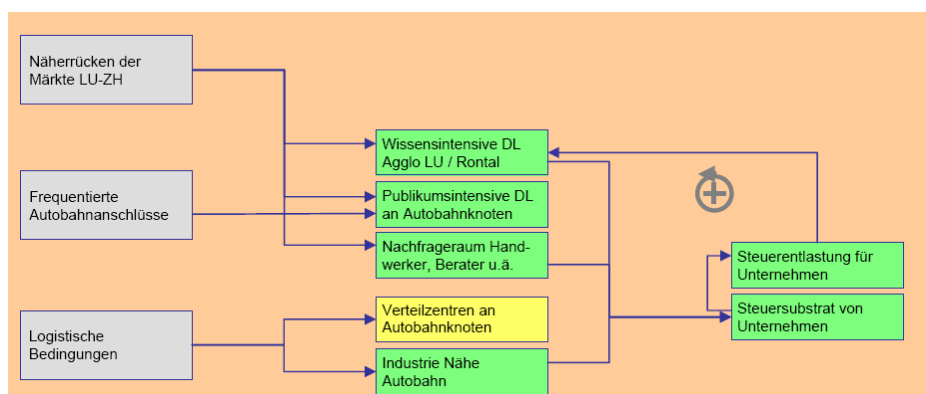 Näherrücken der
Märkte LU-ZH
Wissensintensive DL
Agglo LU / Rontal
Frequentierte
Autobahnanschlüsse
Publikumsintensive DL
an Autobahnknoten
Nachfrageraum Hand-
werker, Berater u.ä.
Steuerentlastung für
Unternehmen
Verteilzentren an
Autobahnknoten
Steuersubstrat von
Unternehmen
Logistische
Bedingungen
Industrie Nähe
Autobahn